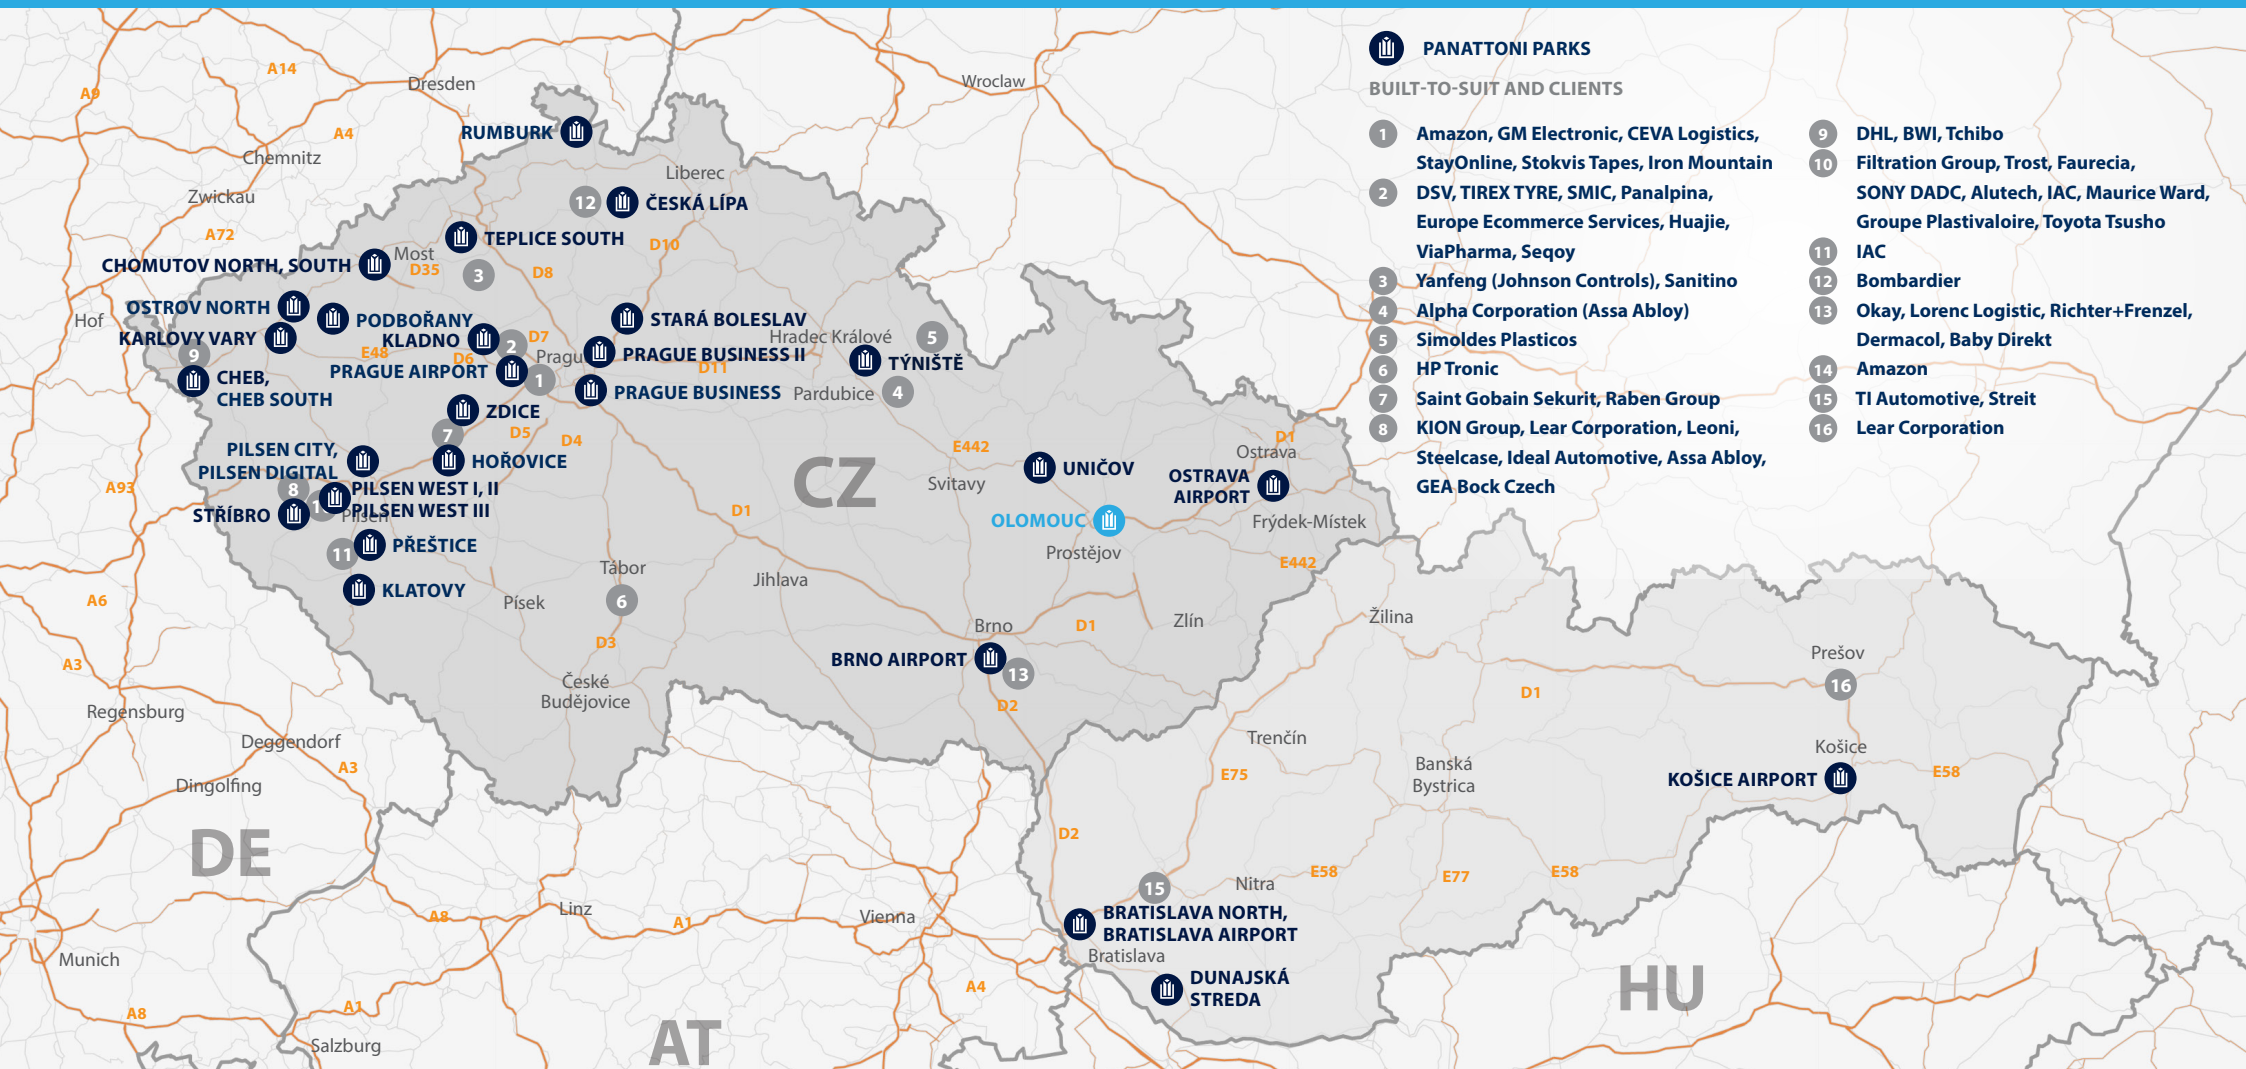 PANATTONI PARKS
BUILT-TO-SUIT AND CLIENTS
1 Amazon, GM Electronic, CEVA Logistics,
StayOnline, Stokvis Tapes, Iron Mountain
2 DSV, TIREX TYRE, SMIC, Panalpina,
Europe Ecommerce Services, Huajie,
ViaPharma, Seqoy
3 Yanfeng (Johnson Controls), Sanitino
4 Alpha Corporation (Assa Abloy)
5 Simoldes Plasticos
6 HP Tronic
7 Saint Gobain Sekurit, Raben Group
8 KION Group, Lear Corporation, Leoni,
Steelcase, Ideal Automotive, Assa Abloy,
GEA Bock Czech
9 DHL, BWI, Tchibo
10 Filtration Group, Trost, Faurecia,
SONY DADC, Alutech, IAC, Maurice Ward,
Groupe Plastivaloire, Toyota Tsusho
11 IAC
12 Bombardier
13 Okay, Lorenc Logistic, Richter+Frenzel,
Dermacol, Baby Direkt
14 Amazon
15 TI Automotive, Streit
16 Lear Corporation
A14
A9
Dresden
Wroclaw
A4
RUMBURK
Chemnitz
Liberec
Zwickau
12
ČESKÁ LÍPA
A72
TEPLICE SOUTH
D10
Most
CHOMUTOV NORTH, SOUTH
D35
3
D8
OSTROV NORTH
Hof
PODBOŘANY
STARÁ BOLESLAV
KARLOVY VARY
KLADNO
D7
2
Hradec Králové
5
9
E48
D6
Pragu
PRAGUE BUSINESS II
TÝNIŠTĚ
PRAGUE AIRPORT
D11
1
CHEB,
CHEB SOUTH
PRAGUE BUSINESS
Pardubice
4
ZDICE
7
D5
D4
E442
D1
PILSEN CITY,
PILSEN DIGITAL
HOŘOVICE
CZ
Ostrava
UNIČOV
OSTRAVA
AIRPORT
A93
8
1
PILSEN WEST I, II
PILSEN WEST III
Svitavy
STŘÍBRO
Pilsen
D1
OLOMOUC
Frýdek-Místek
11
PŘEŠTICE
Prostějov
E442
Tábor
Jihlava
KLATOVY
A6
Písek
6
Žilina
Brno
D1
Zlín
D3
A3
BRNO AIRPORT
13
Prešov
16
České
Budějovice
D2
D1
Regensburg
Deggendorf
Trenčín
Košice
A3
E75
Banská
Bystrica
KOŠICE AIRPORT
E58
Dingolfing
D2
DE
E58
E77
E58
15
Nitra
A8
Linz
A1
Vienna
BRATISLAVA NORTH,
BRATISLAVA AIRPORT
Bratislava
Munich
DUNAJSKÁ
STREDA
A4
HU
A8
A1
Salzburg
AT